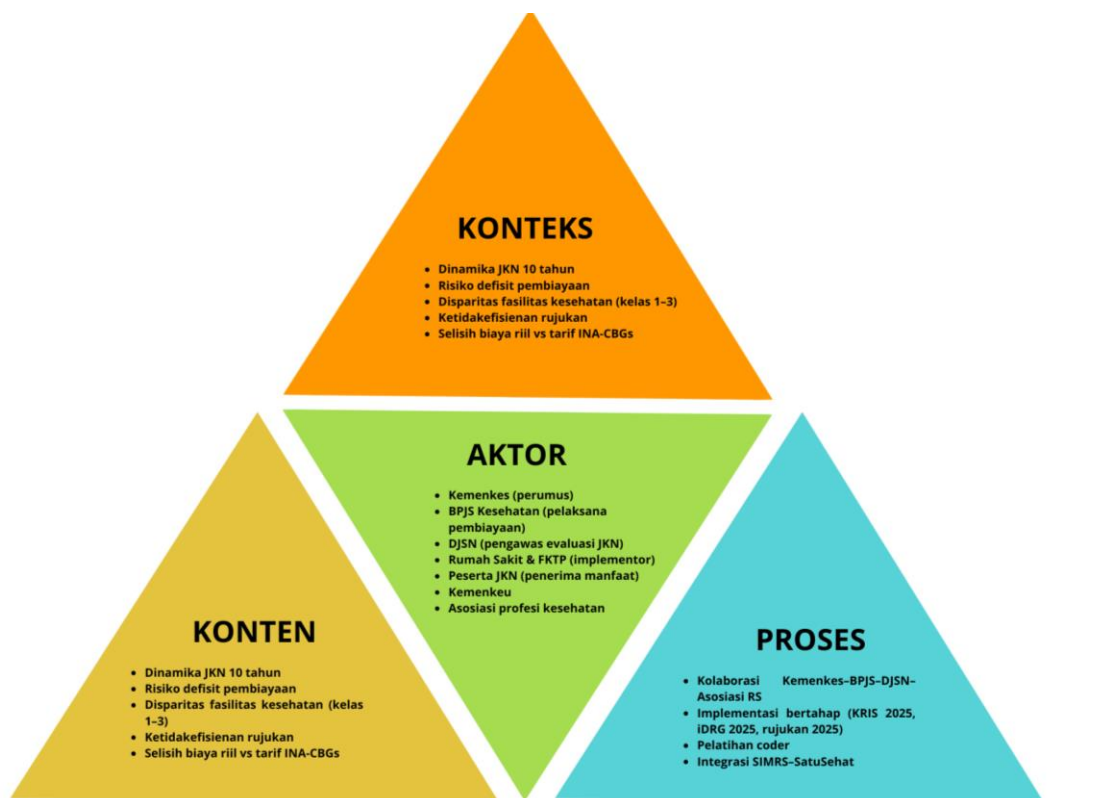 KONTEKS
• Dinamika JKN 10 tahun
• Risiko defisit pembiayaan
• Disparitas fasilitas kesehatan (kelas 1–3)
• Ketidakefisienan rujukan
• Selisih biaya riil vs tarif INA-CBGs
AKTOR
• Kemenkes (perumus)
• BPJS Kesehatan (pelaksana
pembiayaan)
• DJSN (pengawas evaluasi JKN)
• Rumah Sakit & FKTP (implementor)
• Peserta JKN (penerima manfaat)
• Kemenkeu
• Asosiasi profesi kesehatan
KONTEN
• Dinamika JKN 10 tahun
• Risiko defisit pembiayaan
• Disparitas fasilitas kesehatan (kelas
1–3)
• Ketidakefisienan rujukan
• Selisih biaya riil vs tarif INA-CBGs
PROSES
• Kolaborasi Kemenkes–BPJS–DJSN–
Asosiasi RS
• Implementasi bertahap (KRIS 2025,
iDRG 2025, rujukan 2025)
• Pelatihan coder
• Integrasi SIMRS–SatuSehat